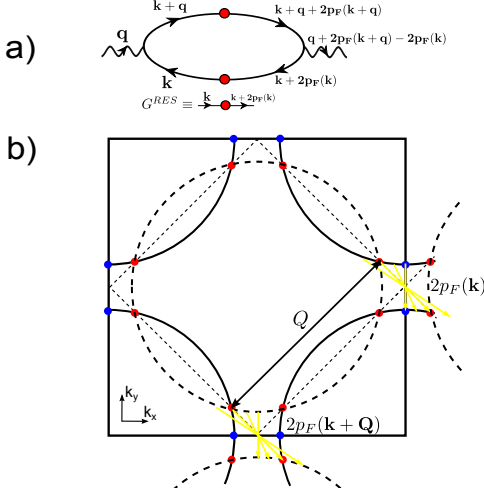 a)
k + q
k + q + 2p_F(k + q)
q
q + 2p_F(k + q) − 2p_F(k)
k
k + 2p_F(k)
G^{RES} ≡ k k + 2p_F(k)
b)
2p_F(k)
Q
k_y
k_x
2p_F(k + Q)